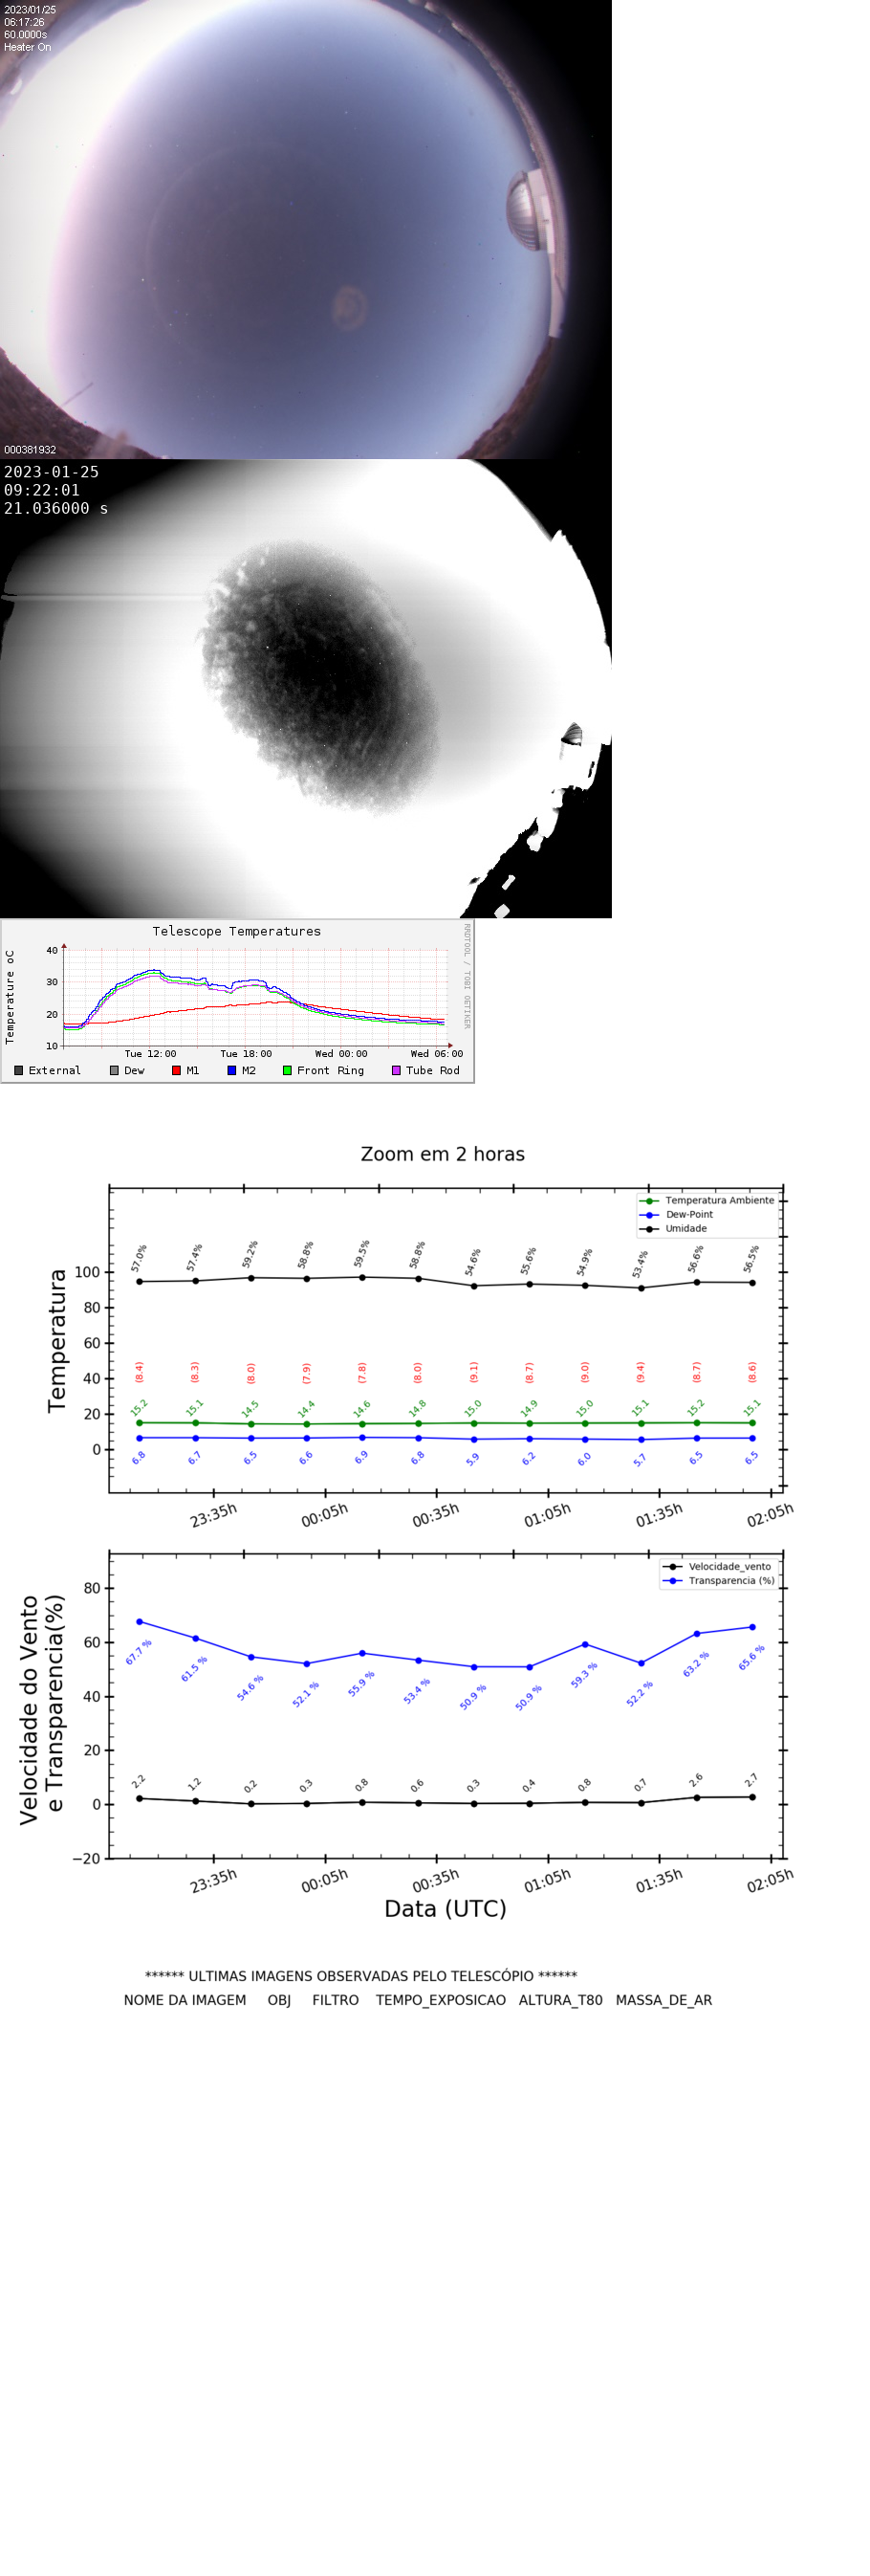 2023/01/25
06:17:26
60.0000s
Heater On
000381932
2023-01-25
09:22:01
21.036000 s
Telescope Temperatures
RRDTOOL / TOBI OETIKER
Temperature oC
40
30
20
10
Tue 12:00 Tue 18:00 Wed 00:00 Wed 06:00
External Dew M1 M2 Front Ring Tube Rod
Zoom em 2 horas
Temperatura Ambiente
Dew-Point
Umidade
Temperatura
100
80
60
40
20
0
57.0% 57.4% 59.2% 58.8% 59.5% 58.8% 54.6% 55.6% 54.9% 53.4% 56.6% 56.5%
(8.4) (8.3) (8.0) (7.9) (7.8) (8.0) (9.1) (8.7) (9.0) (9.4) (8.7) (8.6)
15.2 15.1 14.5 14.4 14.6 14.8 15.0 14.9 15.0 15.1 15.2 15.1
6.8 6.7 6.5 6.6 6.9 6.8 5.9 6.2 6.0 5.7 6.5 6.5
23:35h 00:05h 00:35h 01:05h 01:35h 02:05h
Velocidade_vento
Transparencia (%)
Velocidade do Vento
e Transparencia(%)
80
60
40
20
0
−20
67.7 % 61.5 % 54.6 % 52.1 % 55.9 % 53.4 % 50.9 % 50.9 % 59.3 % 52.2 % 63.2 % 65.6 %
2.2 1.2 0.2 0.3 0.8 0.6 0.3 0.4 0.8 0.7 2.6 2.7
23:35h 00:05h 00:35h 01:05h 01:35h 02:05h
Data (UTC)
****** ULTIMAS IMAGENS OBSERVADAS PELO TELESCÓPIO ******
NOME DA IMAGEM OBJ FILTRO TEMPO_EXPOSICAO ALTURA_T80 MASSA_DE_AR